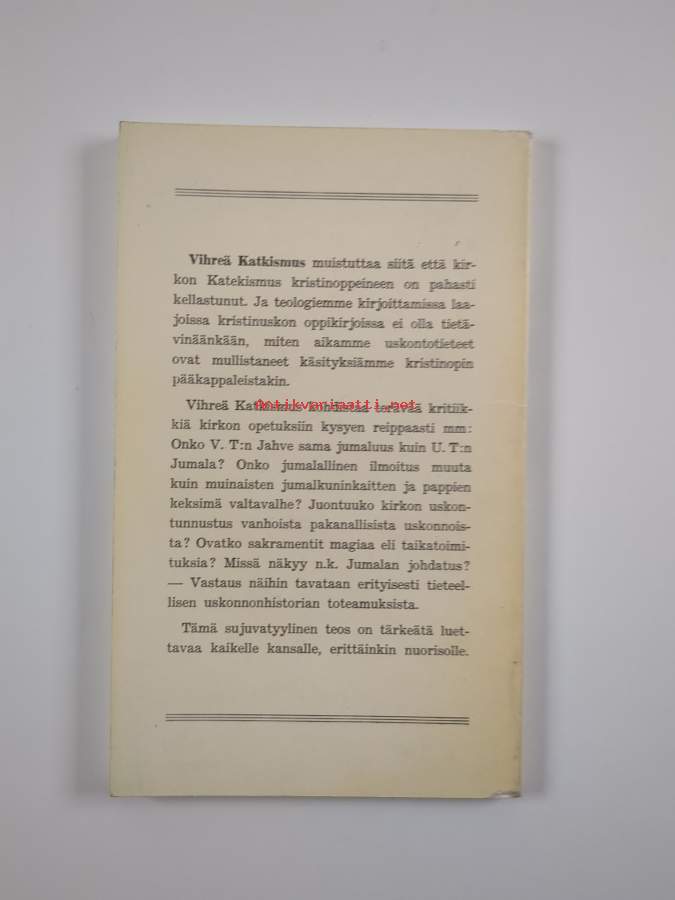 Vihreä Katkismus muistuttaa siitä että kir-
kon Katekismus kristinoppeineen on pahasti
kellastunut. Ja teologiemme kirjoittamissa laa-
joissa kristinuskon oppikirjoissa ei olla tietä-
vinäänkään, miten aikamme uskontotieteet
ovat mullistaneet käsityksiämme kristinopin
pääkappaleistakin.
Antikvariaatti.net
Vihreä Katkismus kohdistaa terävää kritiik-
kiä kirkon opetuksiin kysyen reippaasti mm:
Onko V. T:n Jahve sama jumaluus kuin U. T:n
Jumala? Onko jumalallinen ilmoitus muuta
kuin muinaisten jumalkuninkaitten ja pappien
keksimä valtavalhe? Juontuuko kirkon uskon-
tunnustus vanhoista pakanallisista uskonnois-
ta? Ovatko sakramentit magiaa eli taikatoimi-
tuksia? Missä näkyy n.k. Jumalan johdatus?
— Vastaus näihin tavataan erityisesti tieteel-
lisen uskonnonhistorian toteamuksista.
Tämä sujuvatyylinen teos on tärkeätä luet-
tavaa kaikelle kansalle, erittäinkin nuorisolle.